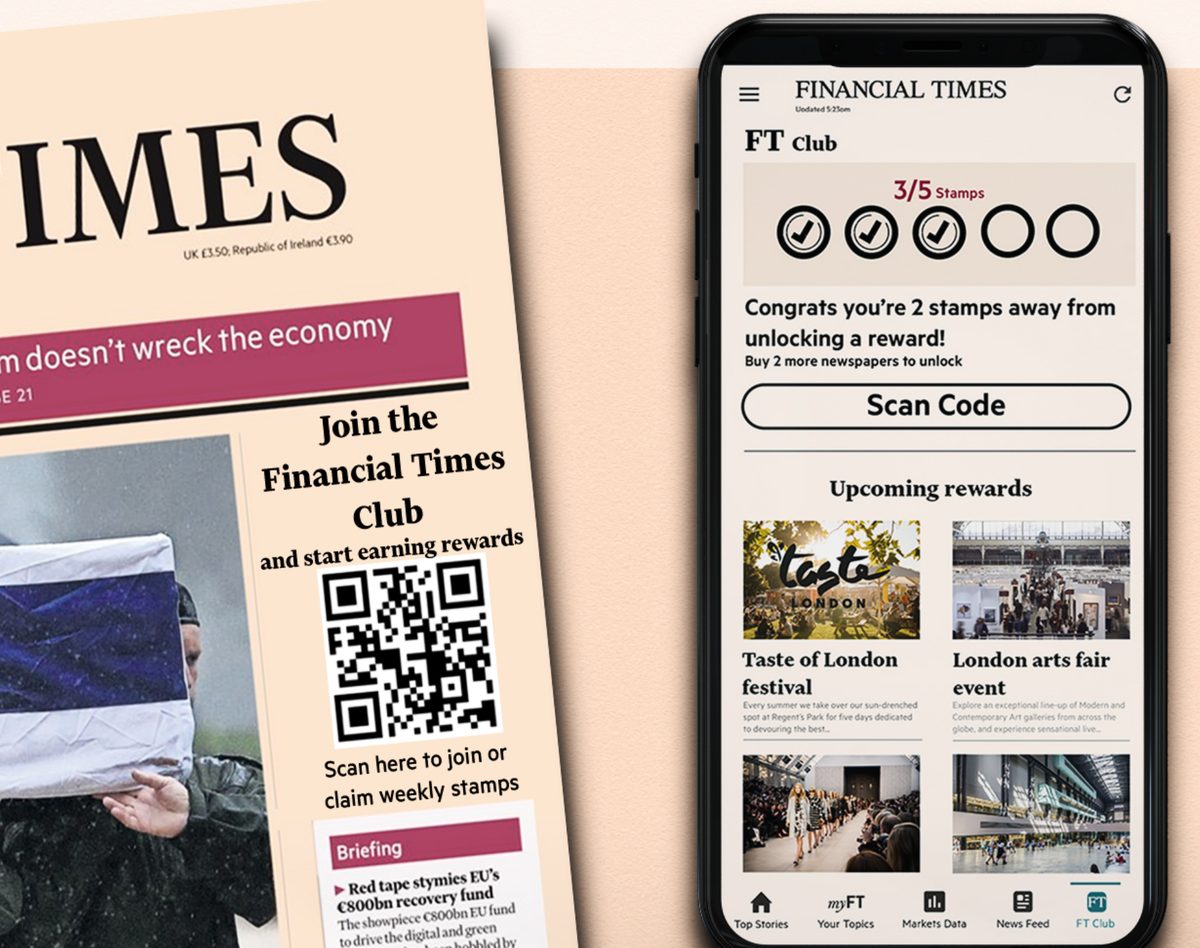 TIMES
UK £3.50; Republic of Ireland €3.90
doesn't wreck the economy
21
Join the
Financial Times
Club
and start earning rewards
Scan here to join or
claim weekly stamps
Briefing
▶ Red tape stymies EU's
€800bn recovery fund
The showpiece €800bn EU fund
to drive the digital and green
hobbled by
FINANCIAL TIMES
Updated 5:23pm
FT Club
3/5 Stamps
Congrats you're 2 stamps away from
unlocking a reward!
Buy 2 more newspapers to unlock
Scan Code
Upcoming rewards
taste
LONDON
Taste of London
festival
Every summer we take over our sun-drenched
spot at Regent's Park for five days dedicated
to devouring the best...
London arts fair
event
Explore an exceptional line-up of Modern and
Contemporary Art galleries from across the
globe, and experience sensational live...
Top Stories
myFT
Your Topics
Markets Data
News Feed
FT
FT Club